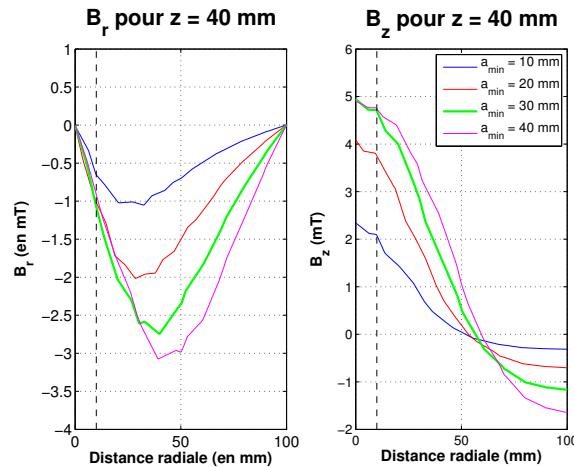 B_r pour z = 40 mm
1
0.5
0
−0.5
−1
−1.5
−2
−2.5
−3
−3.5
−4
B_r (en mT)
0
50
100
Distance radiale (en mm)
B_z pour z = 40 mm
6
5
4
3
2
1
0
−1
−2
B_z (mT)
0
50
100
Distance radiale (mm)
a_min = 10 mm
a_min = 20 mm
a_min = 30 mm
a_min = 40 mm